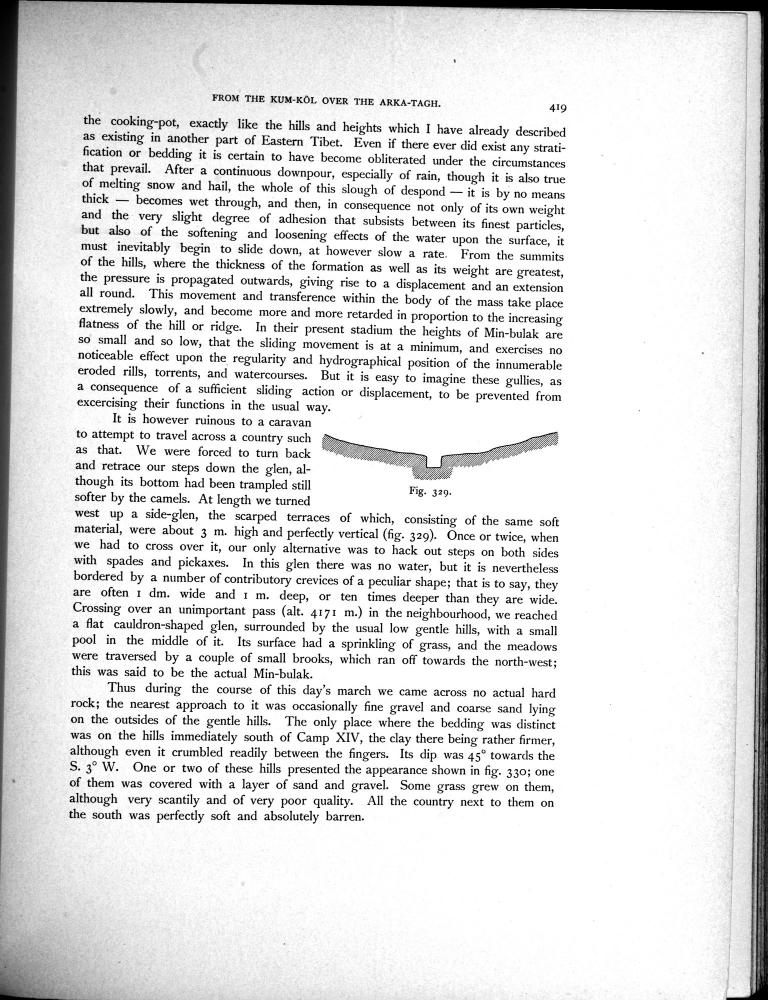 FROM THE KUM-KÖL OVER THE ARKA-TAGH.
419
the cooking-pot, exactly like the hills and heights which I have already described
as existing in another part of Eastern Tibet. Even if there ever did exist any strati-
fication or bedding it is certain to have become obliterated under the circumstances
that prevail. After a continuous downpour, especially of rain, though it is also true
of melting snow and hail, the whole of this slough of despond — it is by no means
thick — becomes wet through, and then, in consequence not only of its own weight
and the very slight degree of adhesion that subsists between its finest particles,
but also of the softening and loosening effects of the water upon the surface, it
must inevitably begin to slide down, at however slow a rate. From the summits
of the hills, where the thickness of the formation as well as its weight are greatest,
the pressure is propagated outwards, giving rise to a displacement and an extension
all round. This movement and transference within the body of the mass take place
extremely slowly, and become more and more retarded in proportion to the increasing
flatness of the hill or ridge. In their present stadium the heights of Min-bulak are
so small and so low, that the sliding movement is at a minimum, and exercises no
noticeable effect upon the regularity and hydrographical position of the innumerable
eroded rills, torrents, and watercourses. But it is easy to imagine these gullies, as
a consequence of a sufficient sliding action or displacement, to be prevented from
excercising their functions in the usual way.
It is however ruinous to a caravan
to attempt to travel across a country such
as that. We were forced to turn back
and retrace our steps down the glen, al-
though its bottom had been trampled still
softer by the camels. At length we turned
Fig. 329.
west up a side-glen, the scarped terraces of which, consisting of the same soft
material, were about 3 m. high and perfectly vertical (fig. 329). Once or twice, when
we had to cross over it, our only alternative was to hack out steps on both sides
with spades and pickaxes. In this glen there was no water, but it is nevertheless
bordered by a number of contributory crevices of a peculiar shape; that is to say, they
are often 1 dm. wide and 1 m. deep, or ten times deeper than they are wide.
Crossing over an unimportant pass (alt. 4171 m.) in the neighbourhood, we reached
a flat cauldron-shaped glen, surrounded by the usual low gentle hills, with a small
pool in the middle of it. Its surface had a sprinkling of grass, and the meadows
were traversed by a couple of small brooks, which ran off towards the north-west;
this was said to be the actual Min-bulak.
Thus during the course of this day's march we came across no actual hard
rock; the nearest approach to it was occasionally fine gravel and coarse sand lying
on the outsides of the gentle hills. The only place where the bedding was distinct
was on the hills immediately south of Camp XIV, the clay there being rather firmer,
although even it crumbled readily between the fingers. Its dip was 45° towards the
S. 3° W. One or two of these hills presented the appearance shown in fig. 330; one
of them was covered with a layer of sand and gravel. Some grass grew on them,
although very scantily and of very poor quality. All the country next to them on
the south was perfectly soft and absolutely barren.